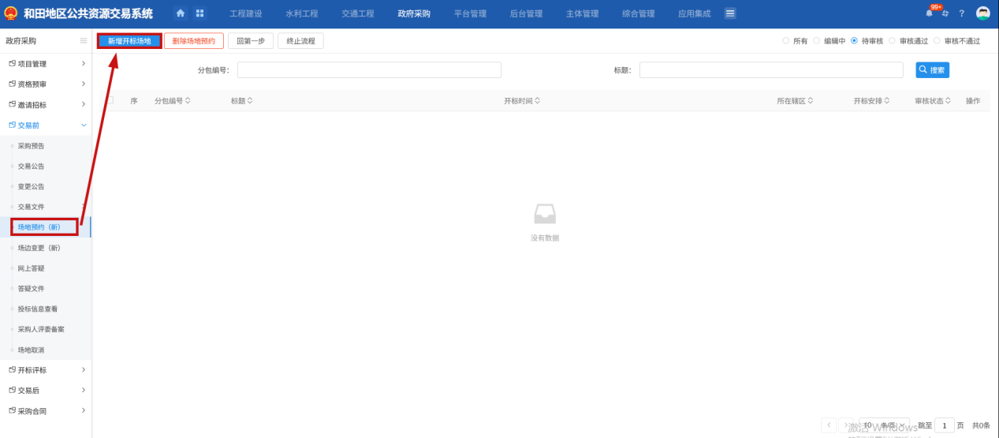 和田地区公共资源交易系统
工程建设 水利工程 交通工程 政府采购 平台管理 后台管理 主体管理 综合管理 应用集成
99+
?
政府采购
新增开标场地 删除场地预约 回第一步 终止流程
所有 编辑中 待审核 审核通过 审核不通过
项目管理
资格预审
邀请招标
交易前
采购预告
交易公告
变更公告
交易文件
场地预约（新）
场边变更（新）
网上答疑
答疑文件
投标信息查看
采购人评委备案
场地取消
开标评标
交易后
采购合同
分包编号：
标题：
搜索
序 分包编号 标题 开标时间 所在辖区 开标安排 审核状态 操作
没有数据
10 条/页 跳至 1 页 共0条
激活 Windows